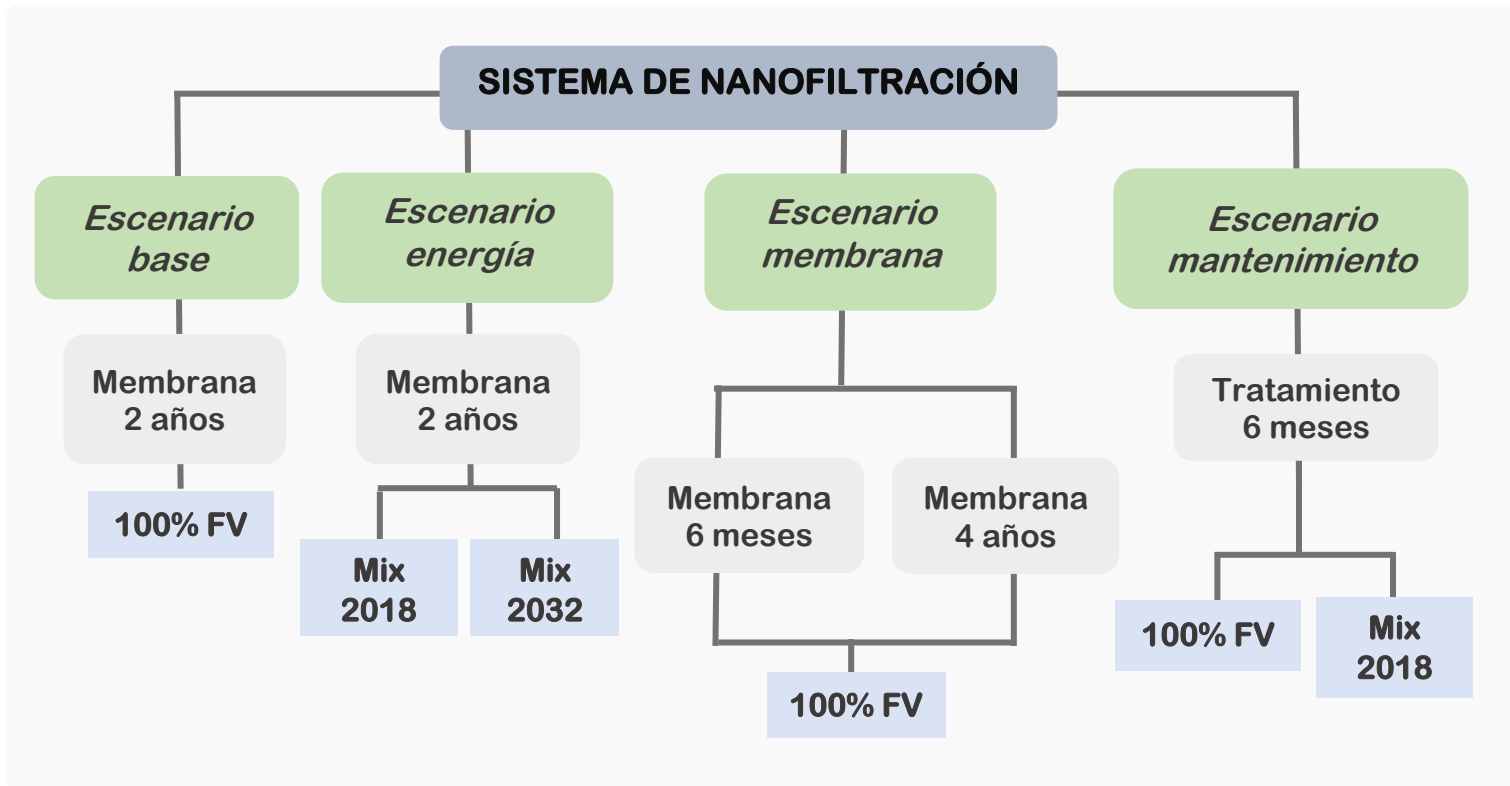 SISTEMA DE NANOFILTRACIÓN
Escenario
base
Membrana
2 años
100% FV
Escenario
energía
Membrana
2 años
Mix
2018
Mix
2032
Escenario
membrana
Membrana
6 meses
Membrana
4 años
100% FV
Escenario
mantenimiento
Tratamiento
6 meses
100% FV
Mix
2018